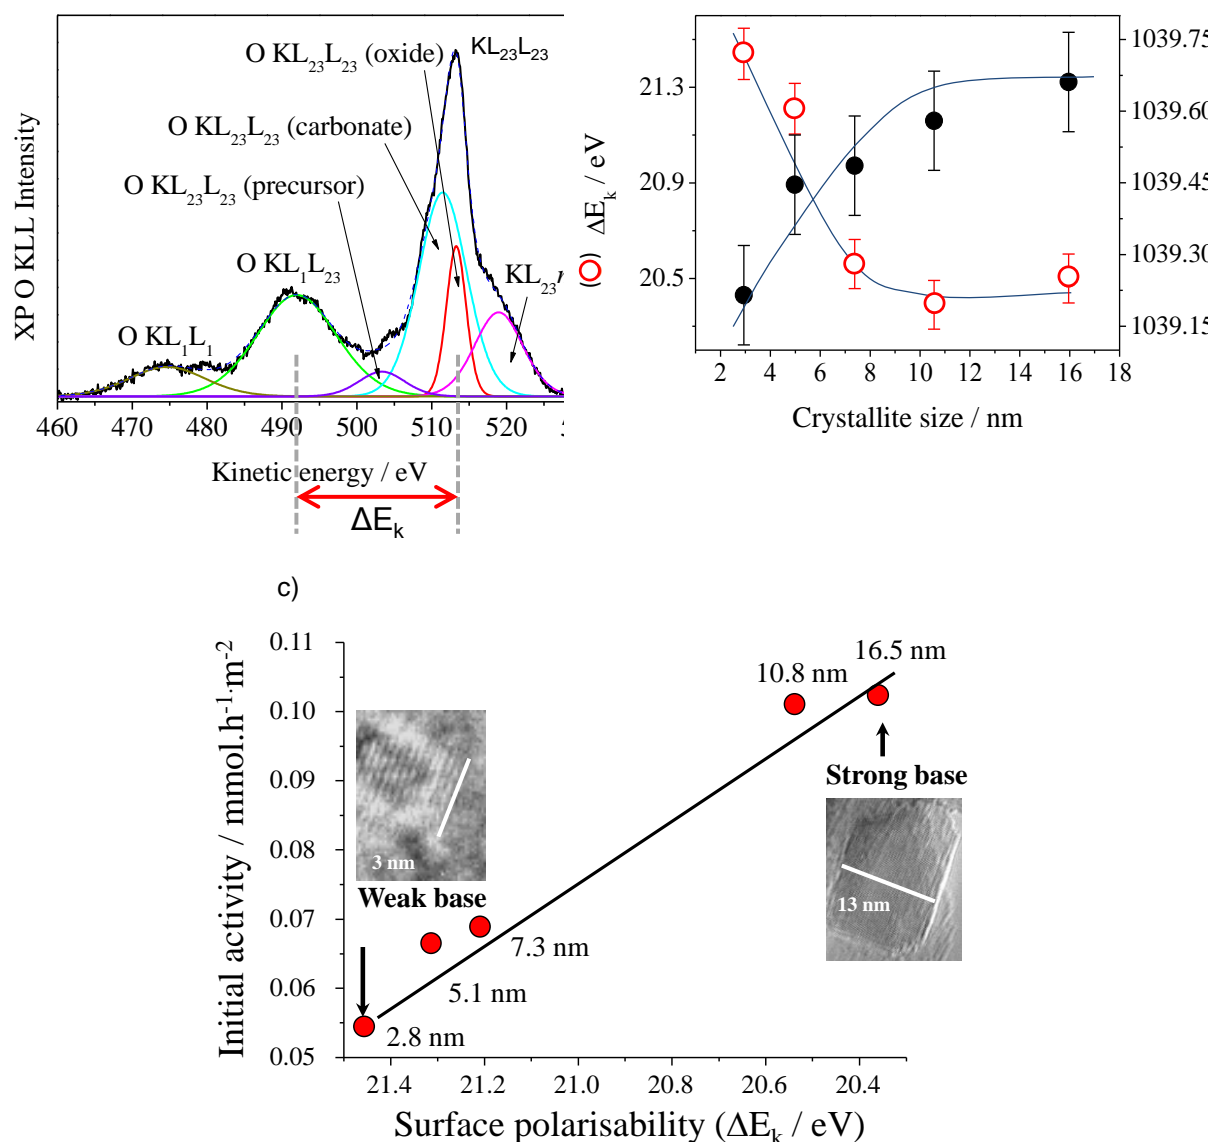 O KL₂₃L₂₃ (oxide)
KL₂₃L₂₃
O KL₂₃L₂₃ (carbonate)
O KL₂₃L₂₃ (precursor)
O KL₁L₂₃
KL₂₃
O KL₁L₁
XP O KLL Intensity
460 470 480 490 500 510 520
Kinetic energy / eV
ΔEₖ
21.3
20.9
20.5
( ) ΔEₖ / eV
1039.75
1039.60
1039.45
1039.30
1039.15
2 4 6 8 10 12 14 16 18
Crystallite size / nm
c)
0.11
0.10
0.09
0.08
0.07
0.06
0.05
Initial activity / mmol.h⁻¹·m⁻²
16.5 nm
10.8 nm
Strong base
3 nm
Weak base
13 nm
7.3 nm
5.1 nm
2.8 nm
21.4 21.2 21.0 20.8 20.6 20.4
Surface polarisability (ΔEₖ / eV)